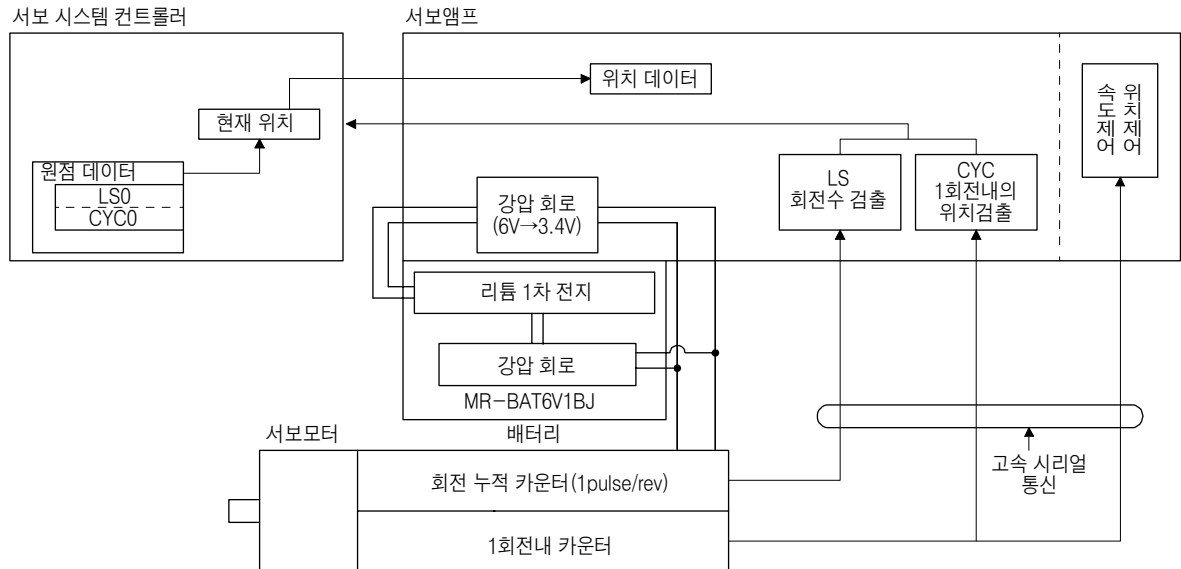 서보 시스템 컨트롤러
서보앰프
위치 데이터
현재 위치
원점 데이터
LS0
CYC0
강압 회로
(6V→3.4V)
LS
회전수 검출
CYC
1회전내의
위치검출
위치제어
속도제어
리튬 1차 전지
강압 회로
MR-BAT6V1BJ
배터리
서보모터
회전 누적 카운터(1pulse/rev)
1회전내 카운터
고속 시리얼
통신